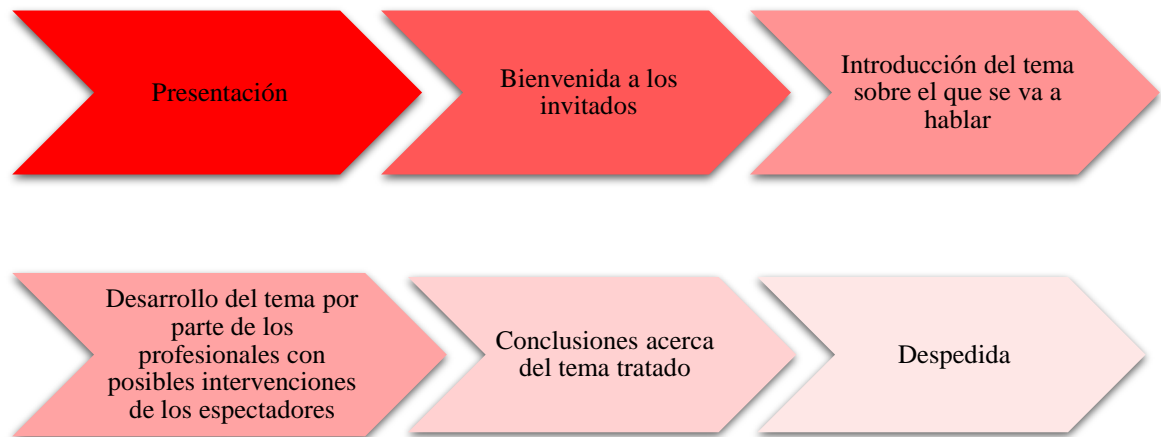 Presentación
Bienvenida a los
invitados
Introducción del tema
sobre el que se va a
hablar
Desarrollo del tema por
parte de los
profesionales con
posibles intervenciones
de los espectadores
Conclusiones acerca
del tema tratado
Despedida